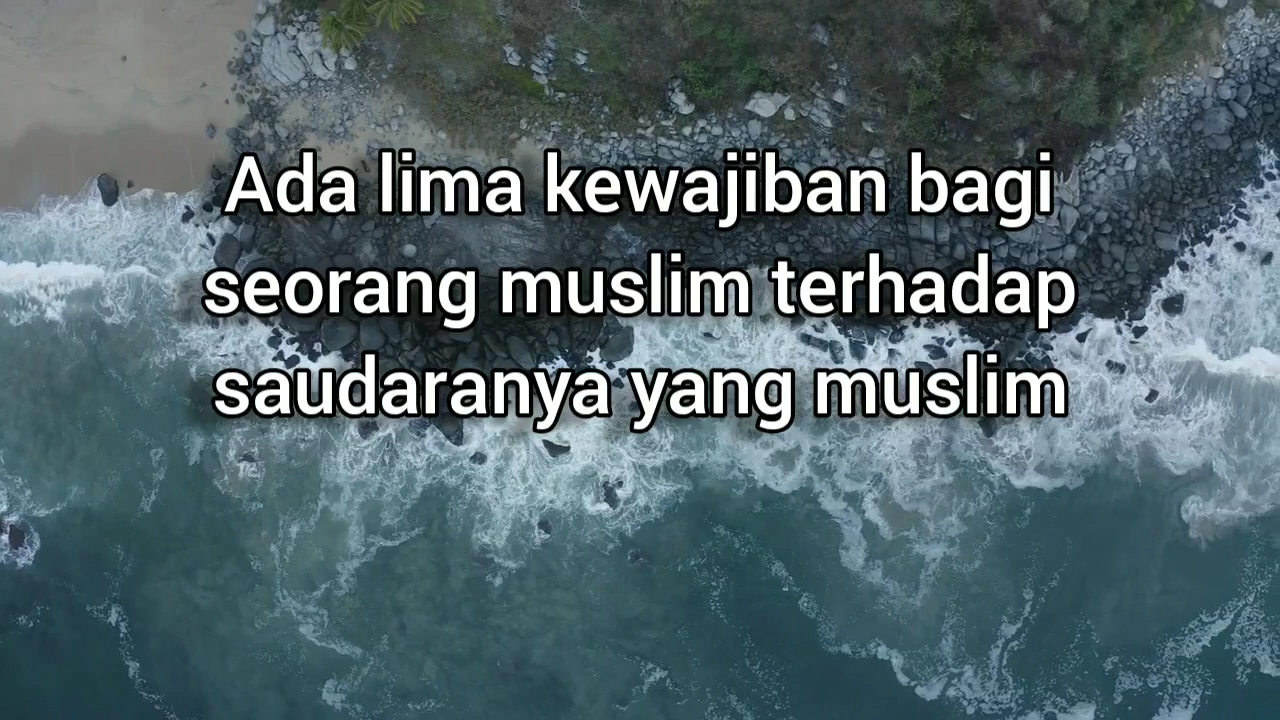 Ada lima kewajiban bagi
seorang muslim terhadap
saudaranya yang muslim